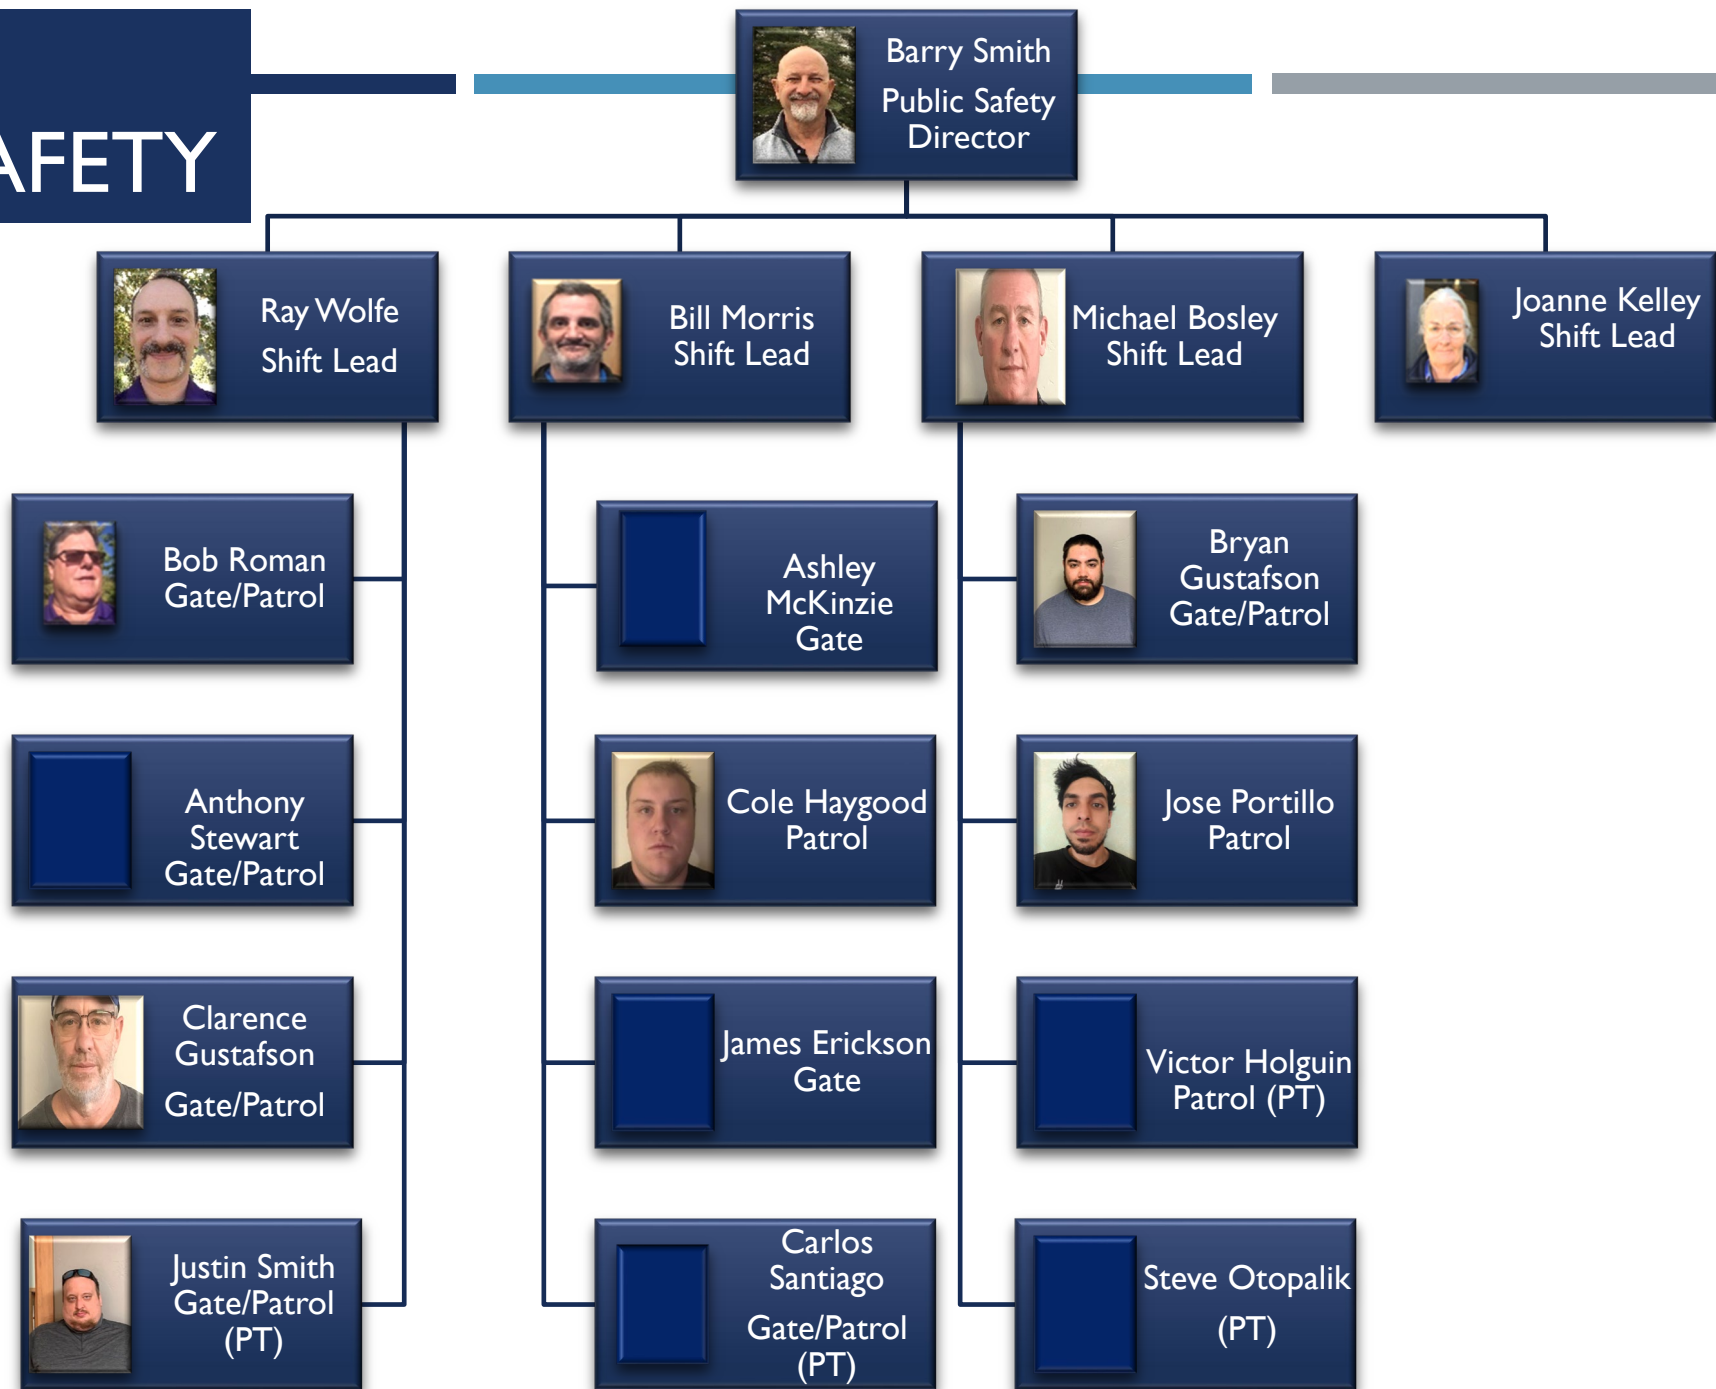 AFETY
Barry Smith
Public Safety
Director
Ray Wolfe
Shift Lead
Bill Morris
Shift Lead
Michael Bosley
Shift Lead
Joanne Kelley
Shift Lead
Bob Roman
Gate/Patrol
Anthony
Stewart
Gate/Patrol
Clarence
Gustafson
Gate/Patrol
Justin Smith
Gate/Patrol
(PT)
Ashley
McKinzie
Gate
Cole Haygood
Patrol
James Erickson
Gate
Carlos
Santiago
Gate/Patrol
(PT)
Bryan
Gustafson
Gate/Patrol
Jose Portillo
Patrol
Victor Holguin
Patrol (PT)
Steve Otopalik
(PT)